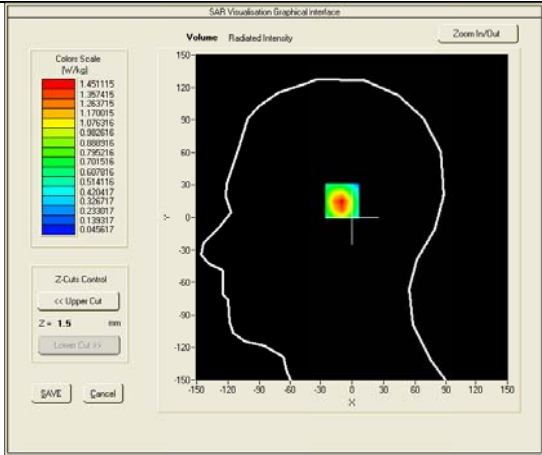 SAR Visualisation Graphical Interface
Volume Radiated Intensity
Zoom In/Out
Colors Scale
(W/kg)
1.451115
1.357415
1.263715
1.170015
1.076316
0.982616
0.888916
0.795216
0.701516
0.607816
0.514116
0.420417
0.326717
0.233017
0.139317
0.045617
150
120
90
60
30
0
-30
-60
-90
-120
-150
Y
-150 -120 -90 -60 -30 0 30 60 90 120 150
X
Z-Cuts Control
<< Upper Cut
Z = 1.5 mm
Lower Cut >>
SAVE Cancel